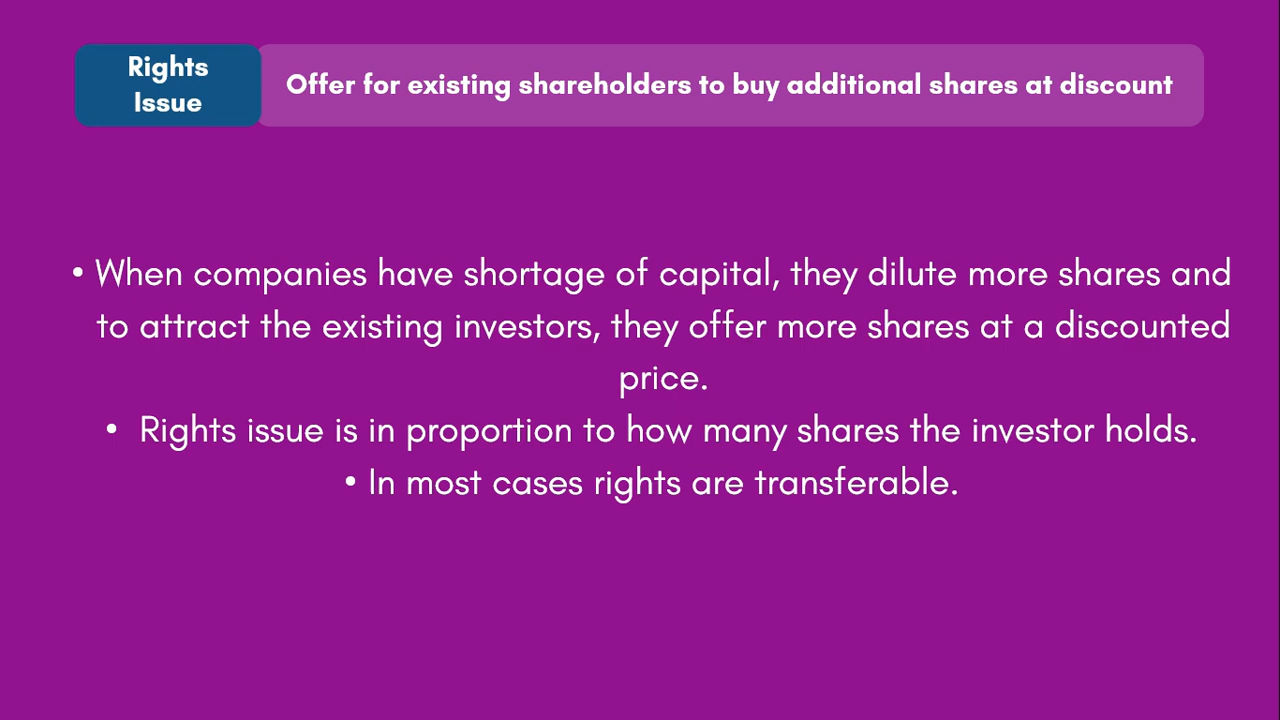 Rights
Issue
Offer for existing shareholders to buy additional shares at discount
• When companies have shortage of capital, they dilute more shares and
to attract the existing investors, they offer more shares at a discounted
price.
• Rights issue is in proportion to how many shares the investor holds.
• In most cases rights are transferable.